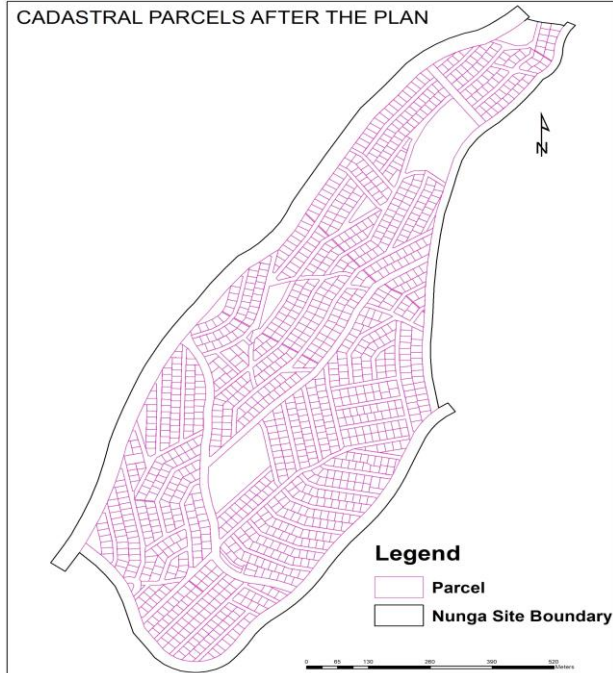 CADASTRAL PARCELS AFTER THE PLAN
N
Legend
Parcel
Nunga Site Boundary
0 65 130 260 390 520
Meters